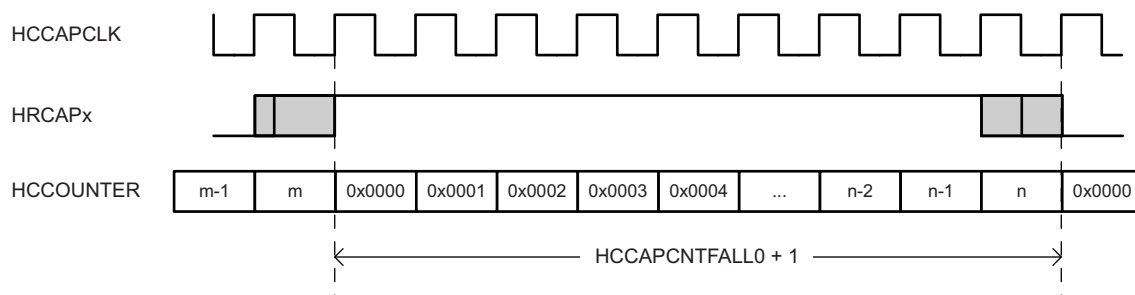 HCCAPCLK
HRCAPx
HCCOUNTER m-1 m 0x0000 0x0001 0x0002 0x0003 0x0004 ... n-2 n-1 n 0x0000
HCCAPCNTFALL0 + 1